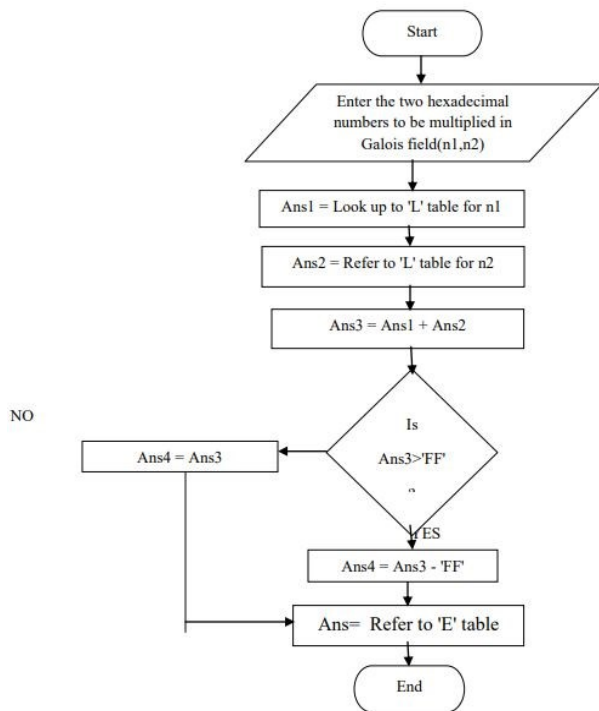 Start
Enter the two hexadecimal
numbers to be multiplied in
Galois field(n1,n2)
Ans1 = Look up to 'L' table for n1
Ans2 = Refer to 'L' table for n2
Ans3 = Ans1 + Ans2
NO
Is
Ans3>'FF'
Ans4 = Ans3
YES
Ans4 = Ans3 - 'FF'
Ans= Refer to 'E' table
End